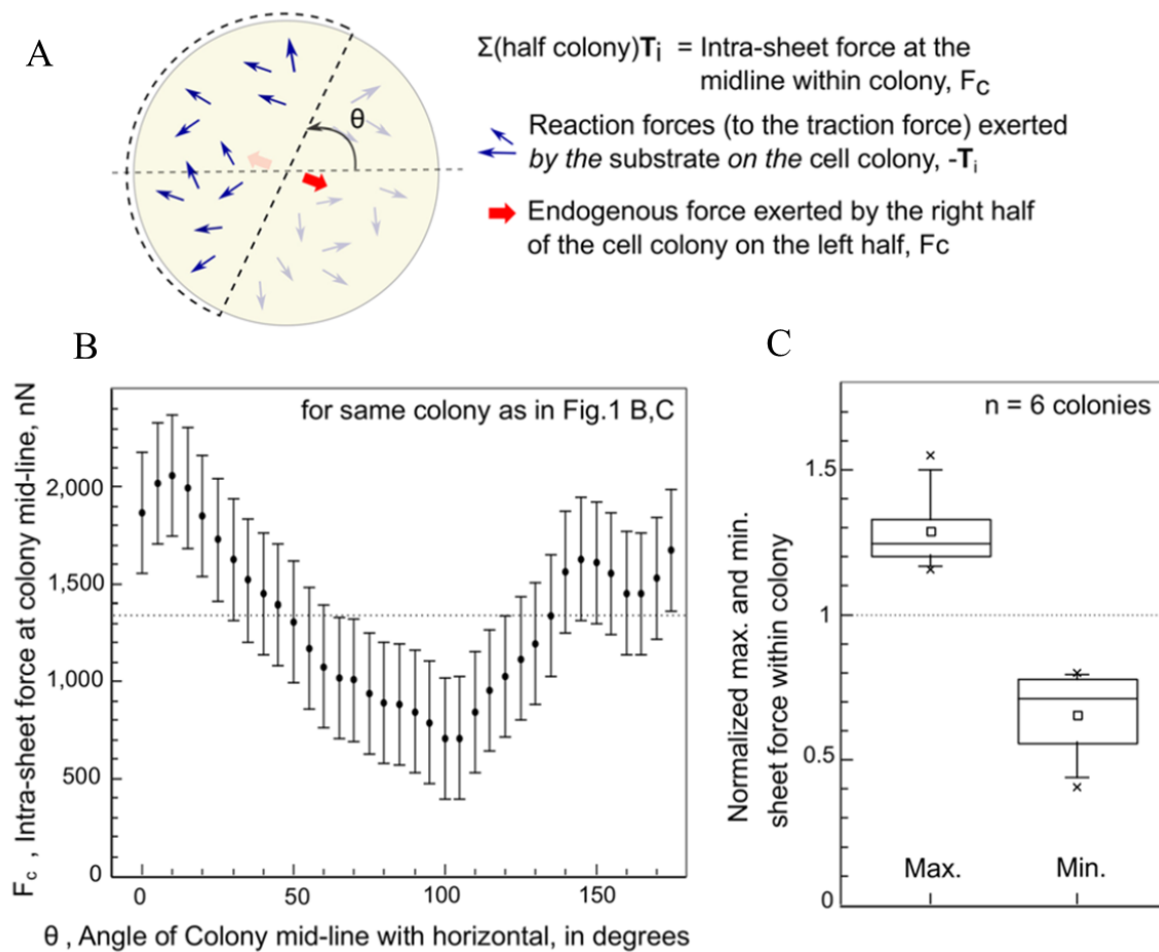 A
θ
Σ(half colony)Tᵢ = Intra-sheet force at the
midline within colony, F_C
Reaction forces (to the traction force) exerted
by the substrate on the cell colony, -Tᵢ
Endogenous force exerted by the right half
of the cell colony on the left half, Fc
B
for same colony as in Fig.1 B,C
F_c , Intra-sheet force at colony mid-line, nN
2,000
1,500
1,000
500
0
0
50
100
150
θ , Angle of Colony mid-line with horizontal, in degrees
C
n = 6 colonies
Normalized max. and min.
sheet force within colony
1.5
1
0.5
0
Max.
Min.